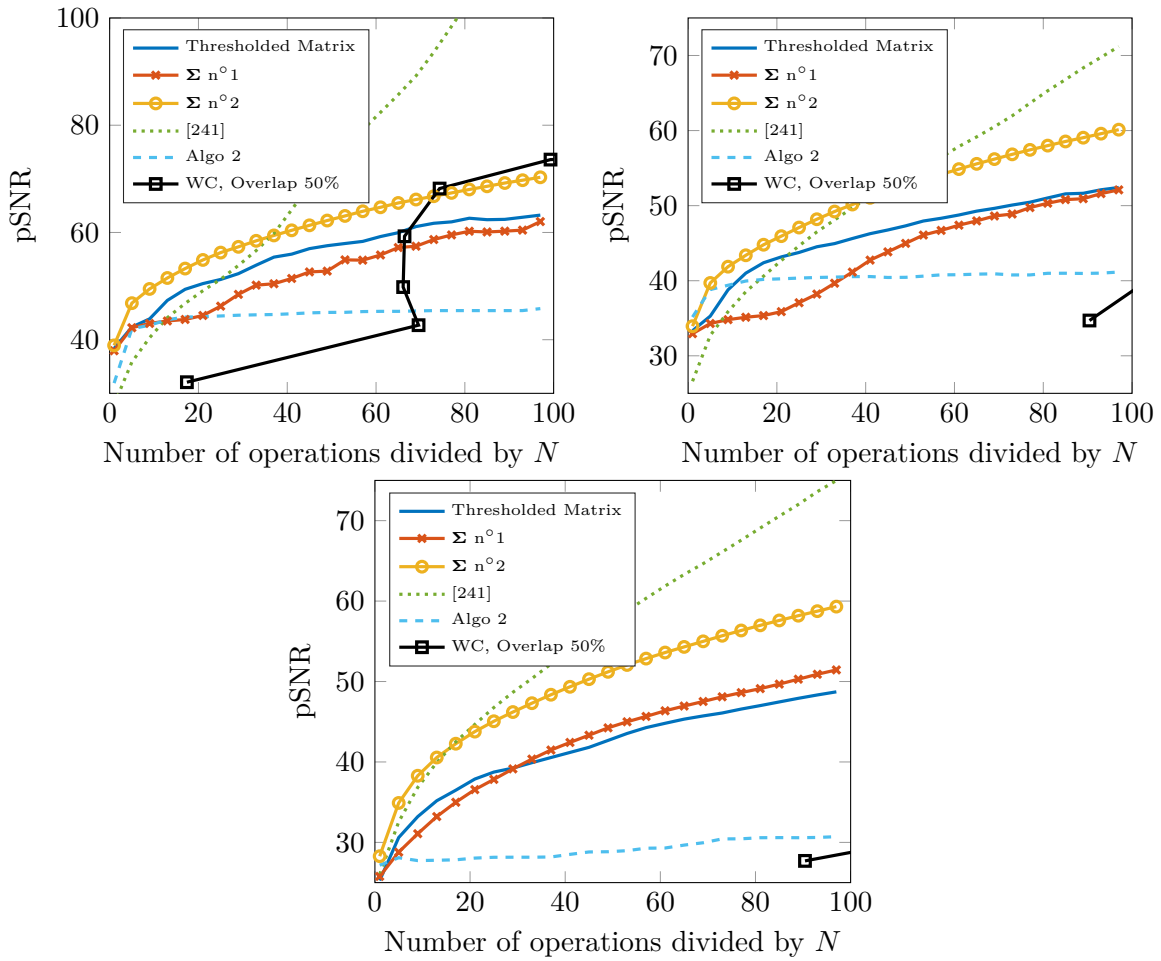 100
80
60
40
0
20
40
60
80
100
pSNR
Number of operations divided by N
Thresholded Matrix
Σ n°1
Σ n°2
[241]
Algo 2
WC, Overlap 50%
70
60
50
40
30
0
20
40
60
80
100
pSNR
Number of operations divided by N
Thresholded Matrix
Σ n°1
Σ n°2
[241]
Algo 2
WC, Overlap 50%
70
60
50
40
30
0
20
40
60
80
100
pSNR
Number of operations divided by N
Thresholded Matrix
Σ n°1
Σ n°2
[241]
Algo 2
WC, Overlap 50%